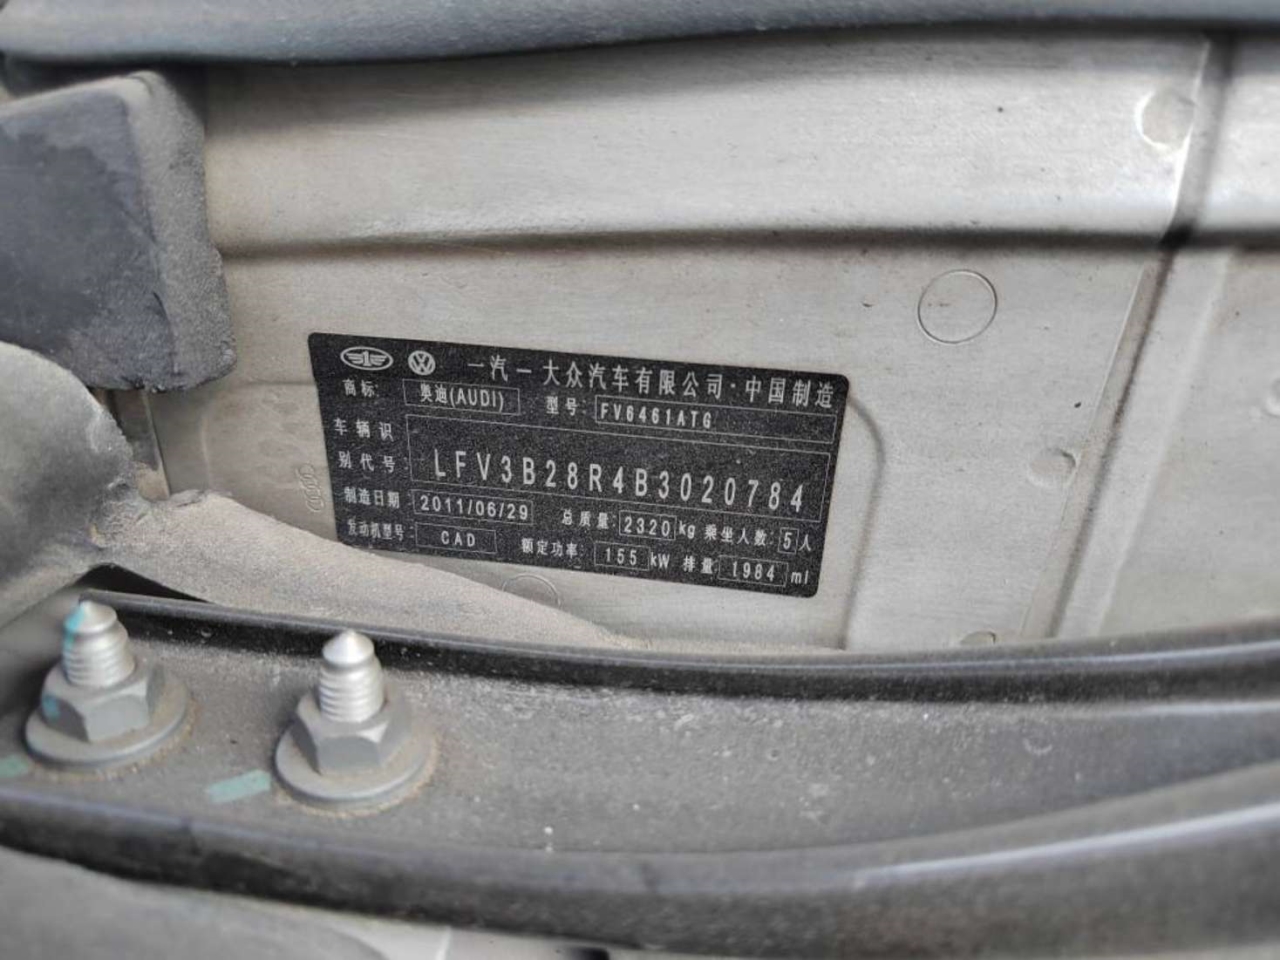 一汽一大众汽车有限公司·中国制造
商标: 奥迪(AUDI) 型号: FV6461ATG
车辆识别代号: LFV3B28R4B3020784
制造日期: 2011/06/29 总质量: 2320 kg 乘坐人数: 5人
发动机型号: CAD 额定功率: 155 kW 排量: 1984 ml